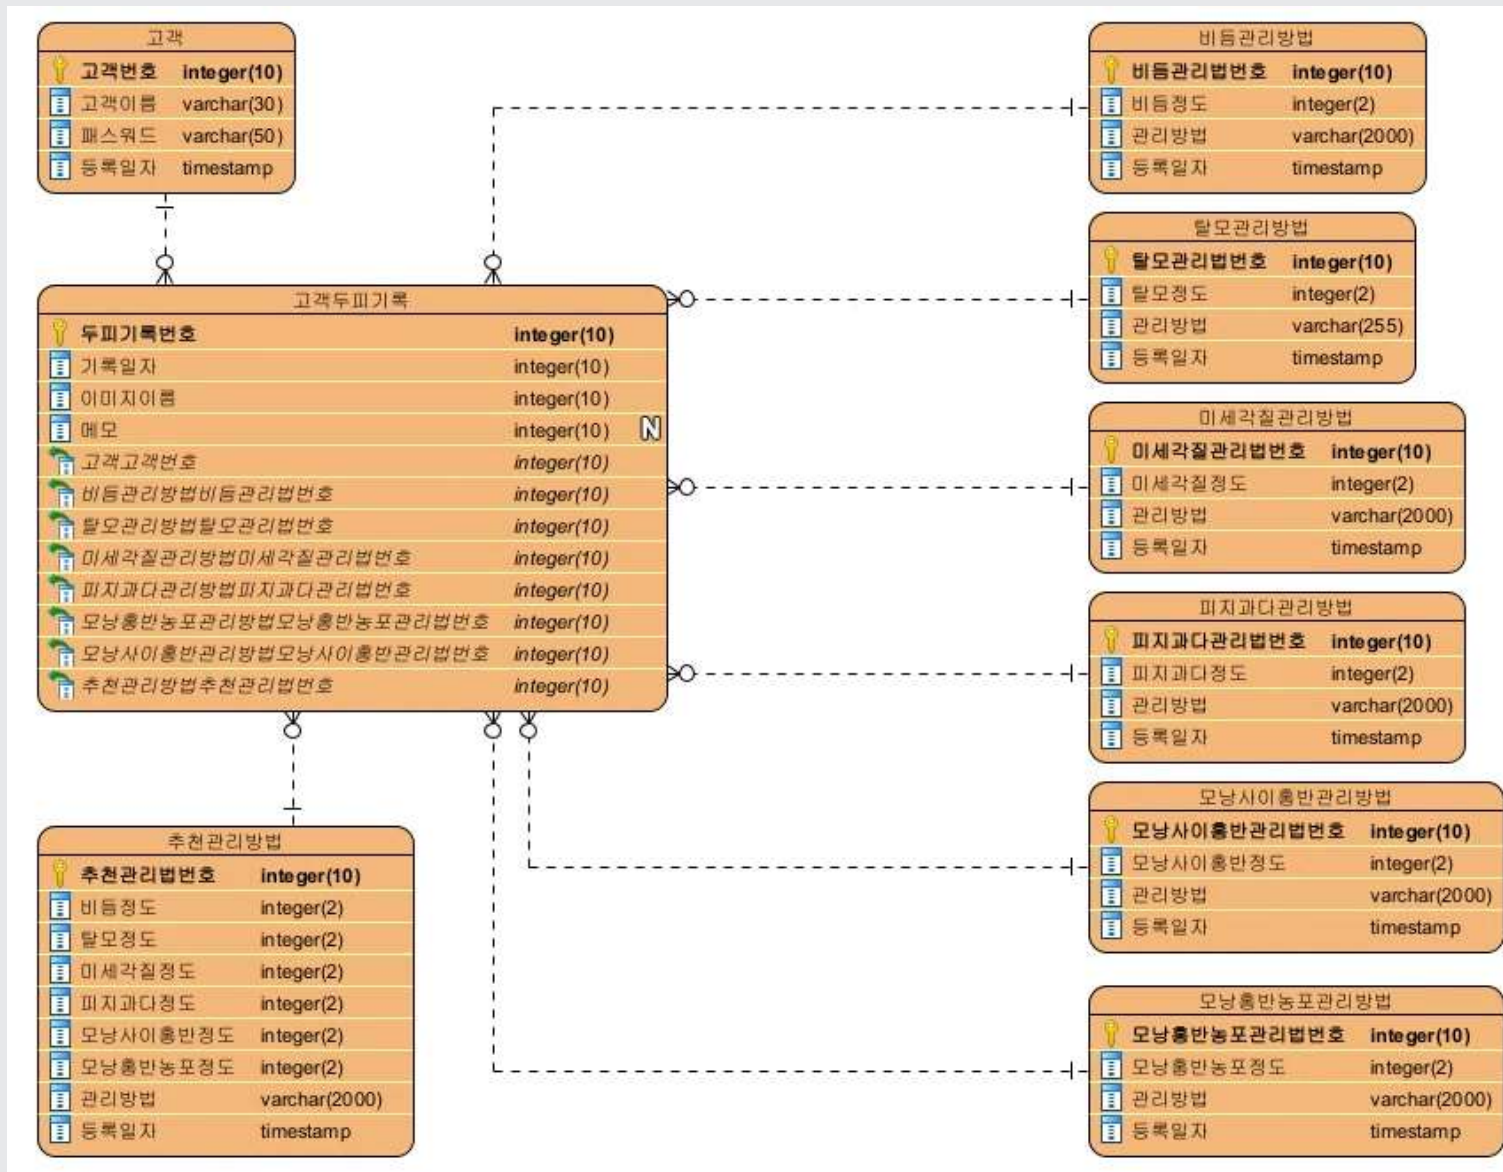 고객
고객번호 integer(10)
고객이름 varchar(30)
패스워드 varchar(50)
등록일자 timestamp
고객두피기록
두피기록번호 integer(10)
기록일자 integer(10)
이미지이름 integer(10)
메모 integer(10) N
고객고객번호 integer(10)
비듬관리방법비듬관리법번호 integer(10)
탈모관리방법탈모관리법번호 integer(10)
미세각질관리방법미세각질관리법번호 integer(10)
피지과다관리방법피지과다관리법번호 integer(10)
모낭홍반농포관리방법모낭홍반농포관리법번호 integer(10)
모낭사이홍반관리방법모낭사이홍반관리법번호 integer(10)
추천관리방법추천관리법번호 integer(10)
추천관리방법
추천관리법번호 integer(10)
비듬정도 integer(2)
탈모정도 integer(2)
미세각질정도 integer(2)
피지과다정도 integer(2)
모낭사이홍반정도 integer(2)
모낭홍반농포정도 integer(2)
관리방법 varchar(2000)
등록일자 timestamp
비듬관리방법
비듬관리법번호 integer(10)
비듬정도 integer(2)
관리방법 varchar(2000)
등록일자 timestamp
탈모관리방법
탈모관리법번호 integer(10)
탈모정도 integer(2)
관리방법 varchar(255)
등록일자 timestamp
미세각질관리방법
미세각질관리법번호 integer(10)
미세각질정도 integer(2)
관리방법 varchar(2000)
등록일자 timestamp
피지과다관리방법
피지과다관리법번호 integer(10)
피지과다정도 integer(2)
관리방법 varchar(2000)
등록일자 timestamp
모낭사이홍반관리방법
모낭사이홍반관리법번호 integer(10)
모낭사이홍반정도 integer(2)
관리방법 varchar(2000)
등록일자 timestamp
모낭홍반농포관리방법
모낭홍반농포관리법번호 integer(10)
모낭홍반농포정도 integer(2)
관리방법 varchar(2000)
등록일자 timestamp